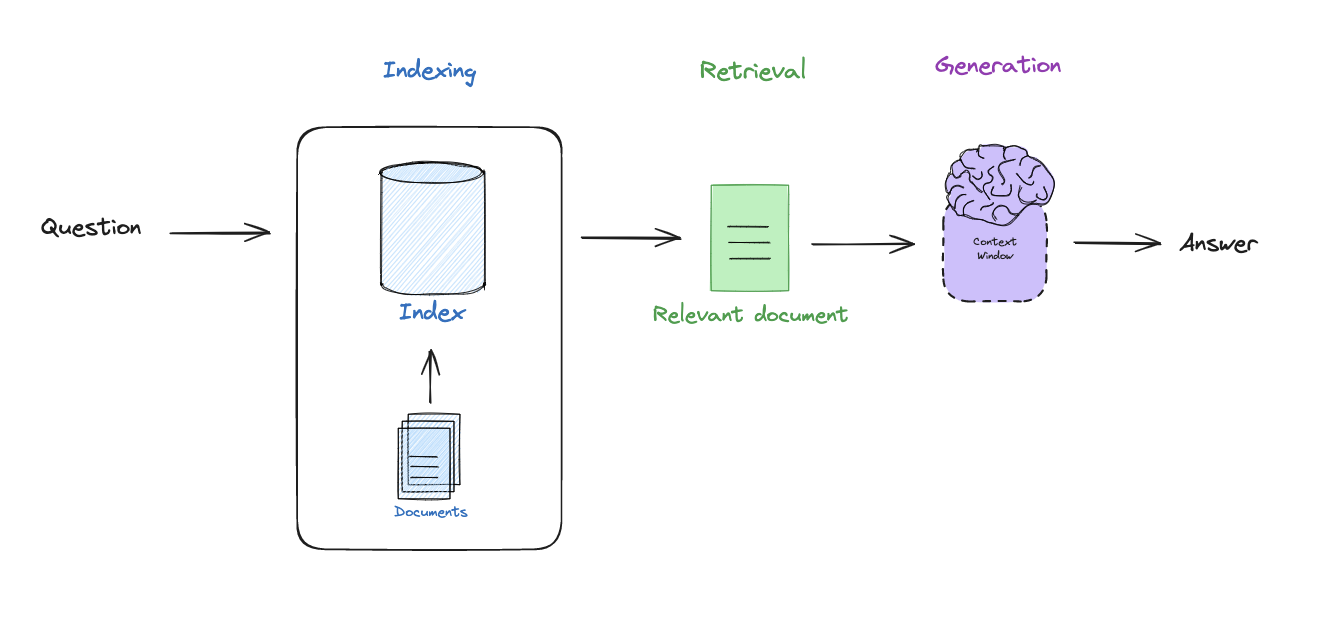 Indexing
Retrieval
Generation
Question
Context
Window
Answer
Index
Relevant document
Documents